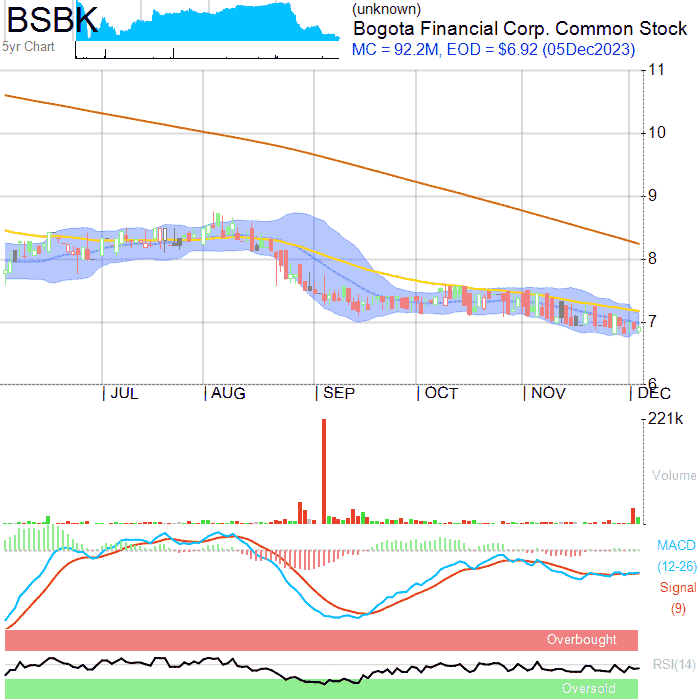 BSBK
5yr Chart
(unknown)
Bogota Financial Corp. Common Stock
MC = 92.2M, EOD = $6.92 (05Dec2023)
11
10
9
8
7
6
JUL AUG SEP OCT NOV DEC
221k
Volume
MACD
(12-26)
Signal
(9)
Overbought
RSI(14)
Oversold